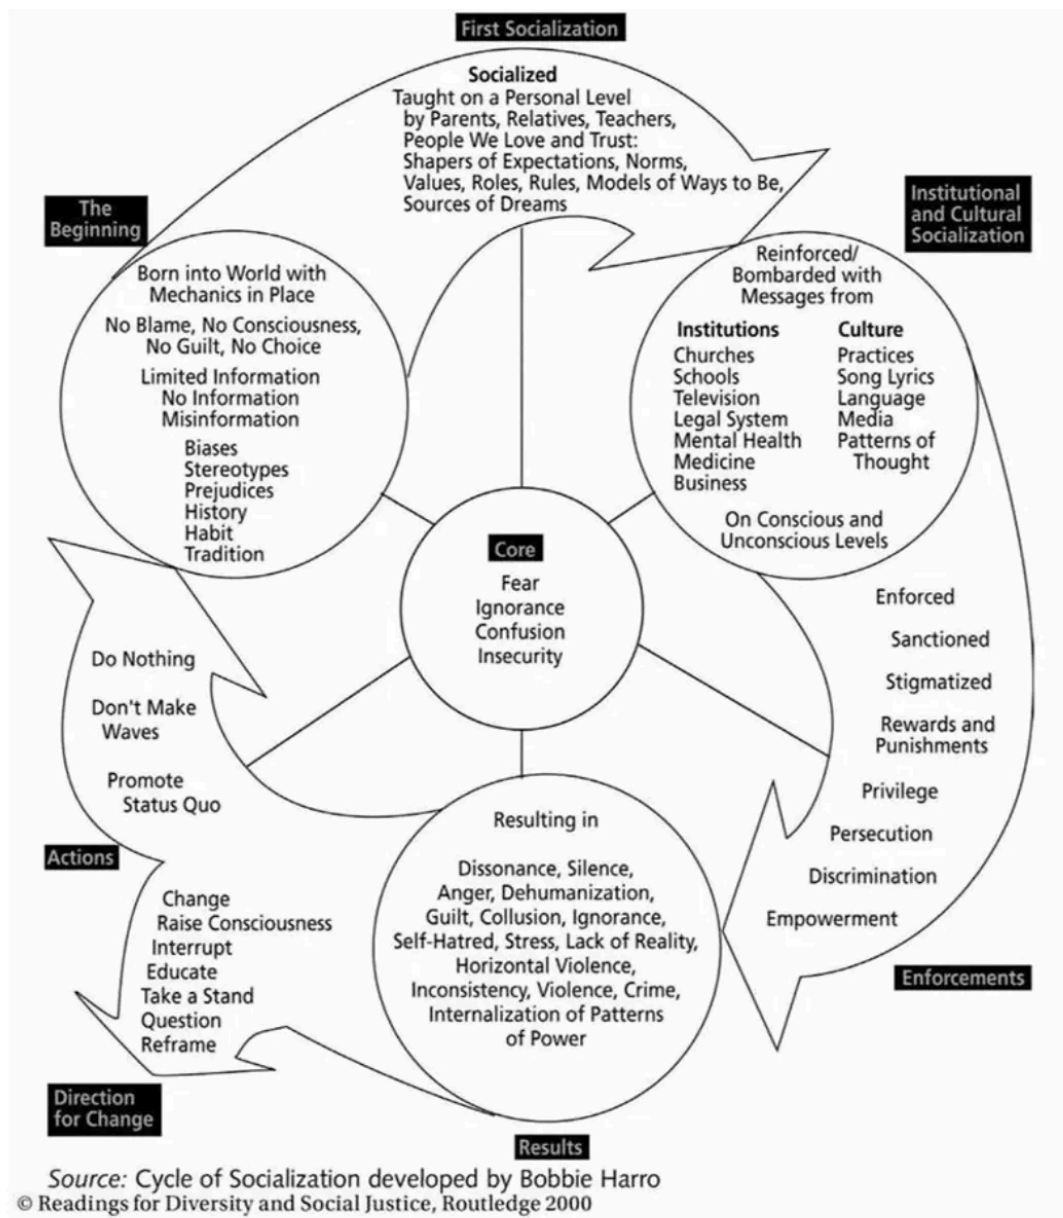 First Socialization
Socialized
Taught on a Personal Level
by Parents, Relatives, Teachers,
People We Love and Trust:
Shapers of Expectations, Norms,
Values, Roles, Rules, Models of Ways to Be,
Sources of Dreams
The
Beginning
Born into World with
Mechanics in Place
No Blame, No Consciousness,
No Guilt, No Choice
Limited Information
No Information
Misinformation
Biases
Stereotypes
Prejudices
History
Habit
Tradition
Institutional
and Cultural
Socialization
Reinforced/
Bombarded with
Messages from
Institutions
Churches
Schools
Television
Legal System
Mental Health
Medicine
Business
Culture
Practices
Song Lyrics
Language
Media
Patterns of
Thought
On Conscious and
Unconscious Levels
Core
Fear
Ignorance
Confusion
Insecurity
Enforced
Sanctioned
Stigmatized
Rewards and
Punishments
Privilege
Persecution
Discrimination
Empowerment
Enforcements
Resulting in
Dissonance, Silence,
Anger, Dehumanization,
Guilt, Collusion, Ignorance,
Self-Hatred, Stress, Lack of Reality,
Horizontal Violence,
Inconsistency, Violence, Crime,
Internalization of Patterns
of Power
Results
Do Nothing
Don't Make
Waves
Promote
Status Quo
Actions
Change
Raise Consciousness
Interrupt
Educate
Take a Stand
Question
Reframe
Direction
for Change
Source: Cycle of Socialization developed by Bobbie Harro
© Readings for Diversity and Social Justice, Routledge 2000